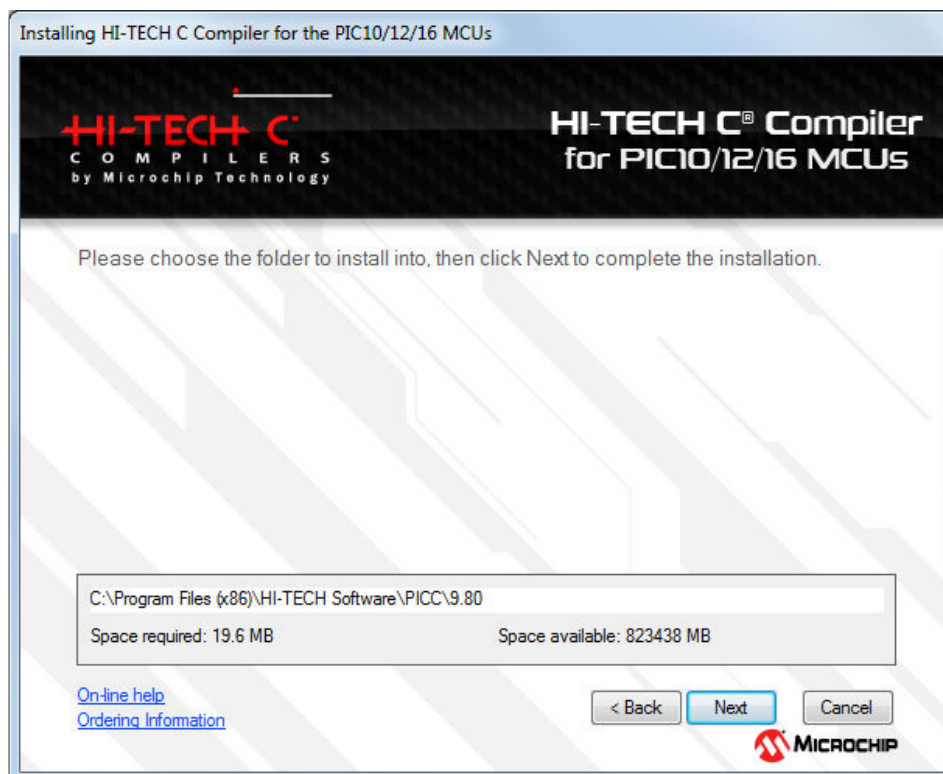 Installing HI-TECH C Compiler for the PIC10/12/16 MCUs
HI-TECH C
COMPILERS
by Microchip Technology
HI-TECH C® Compiler
for PIC10/12/16 MCUs
Please choose the folder to install into, then click Next to complete the installation.
C:\Program Files (x86)\HI-TECH Software\PICC\9.80
Space required: 19.6 MB Space available: 823438 MB
On-line help
Ordering Information
< Back Next Cancel
MICROCHIP